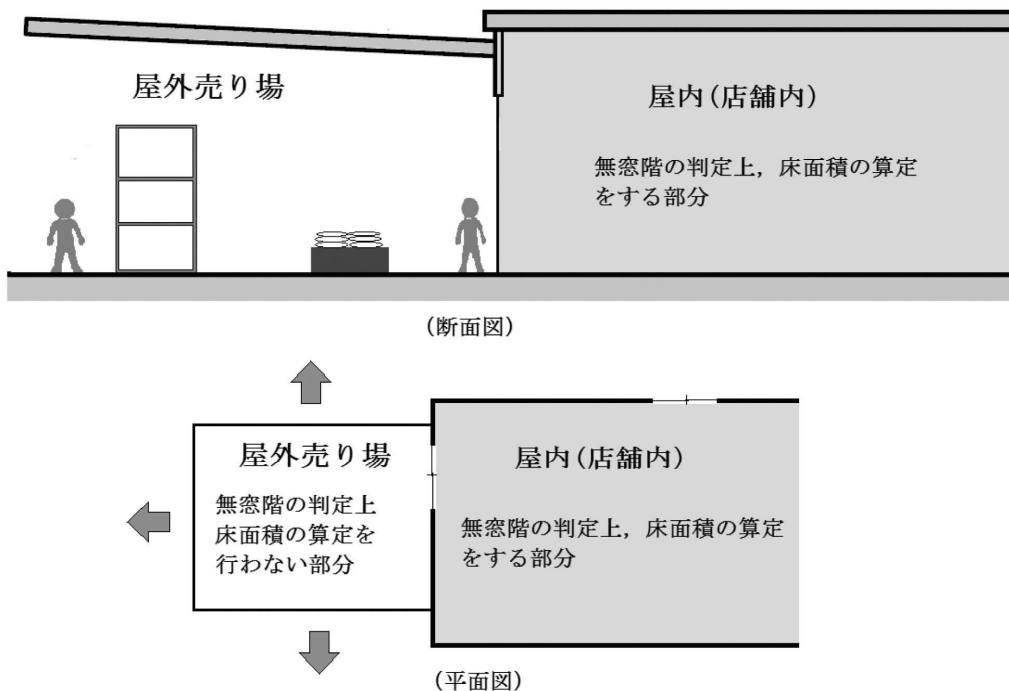 屋外売り場
屋内(店舗内)
無窓階の判定上,床面積の算定
をする部分
(断面図)
屋外売り場
無窓階の判定上
床面積の算定を
行わない部分
屋内(店舗内)
無窓階の判定上,床面積の算定
をする部分
(平面図)